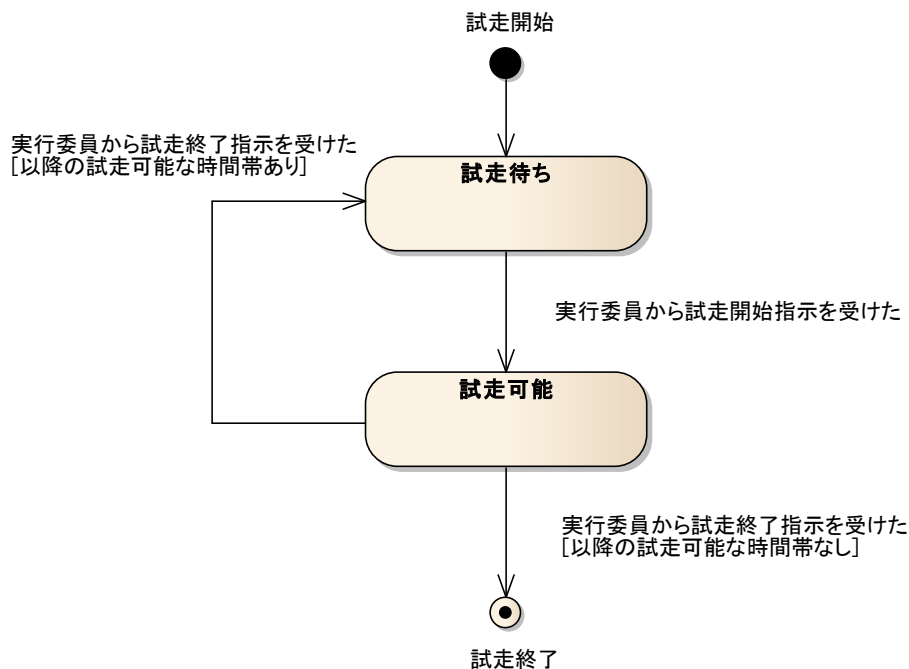 試走開始
実行委員から試走終了指示を受けた
[以降の試走可能な時間帯あり]
試走待ち
実行委員から試走開始指示を受けた
試走可能
実行委員から試走終了指示を受けた
[以降の試走可能な時間帯なし]
試走終了